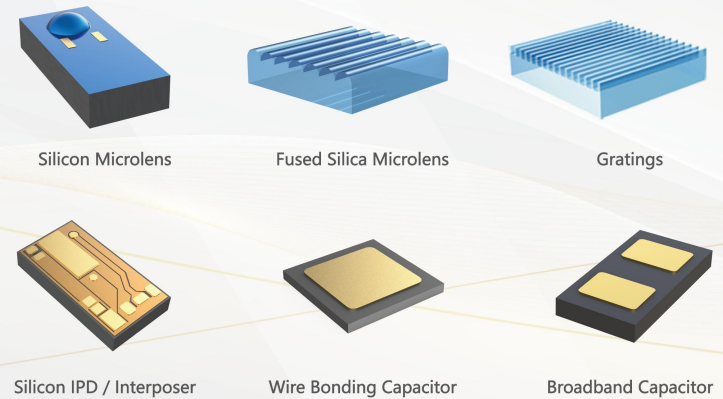 Silicon Microlens
Fused Silica Microlens
Gratings
Silicon IPD / Interposer
Wire Bonding Capacitor
Broadband Capacitor